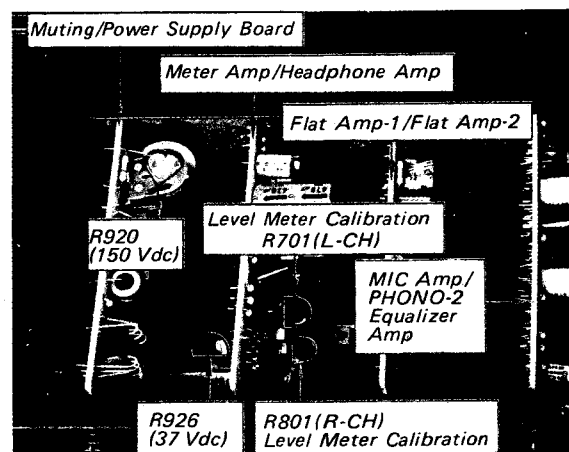 Muting/Power Supply Board
Meter Amp/Headphone Amp
Flat Amp-1/Flat Amp-2
R920
(150 Vdc)
Level Meter Calibration
R701(L-CH)
MIC Amp/
PHONO-2
Equalizer
Amp
R926
(37 Vdc)
R801(R-CH)
Level Meter Calibration